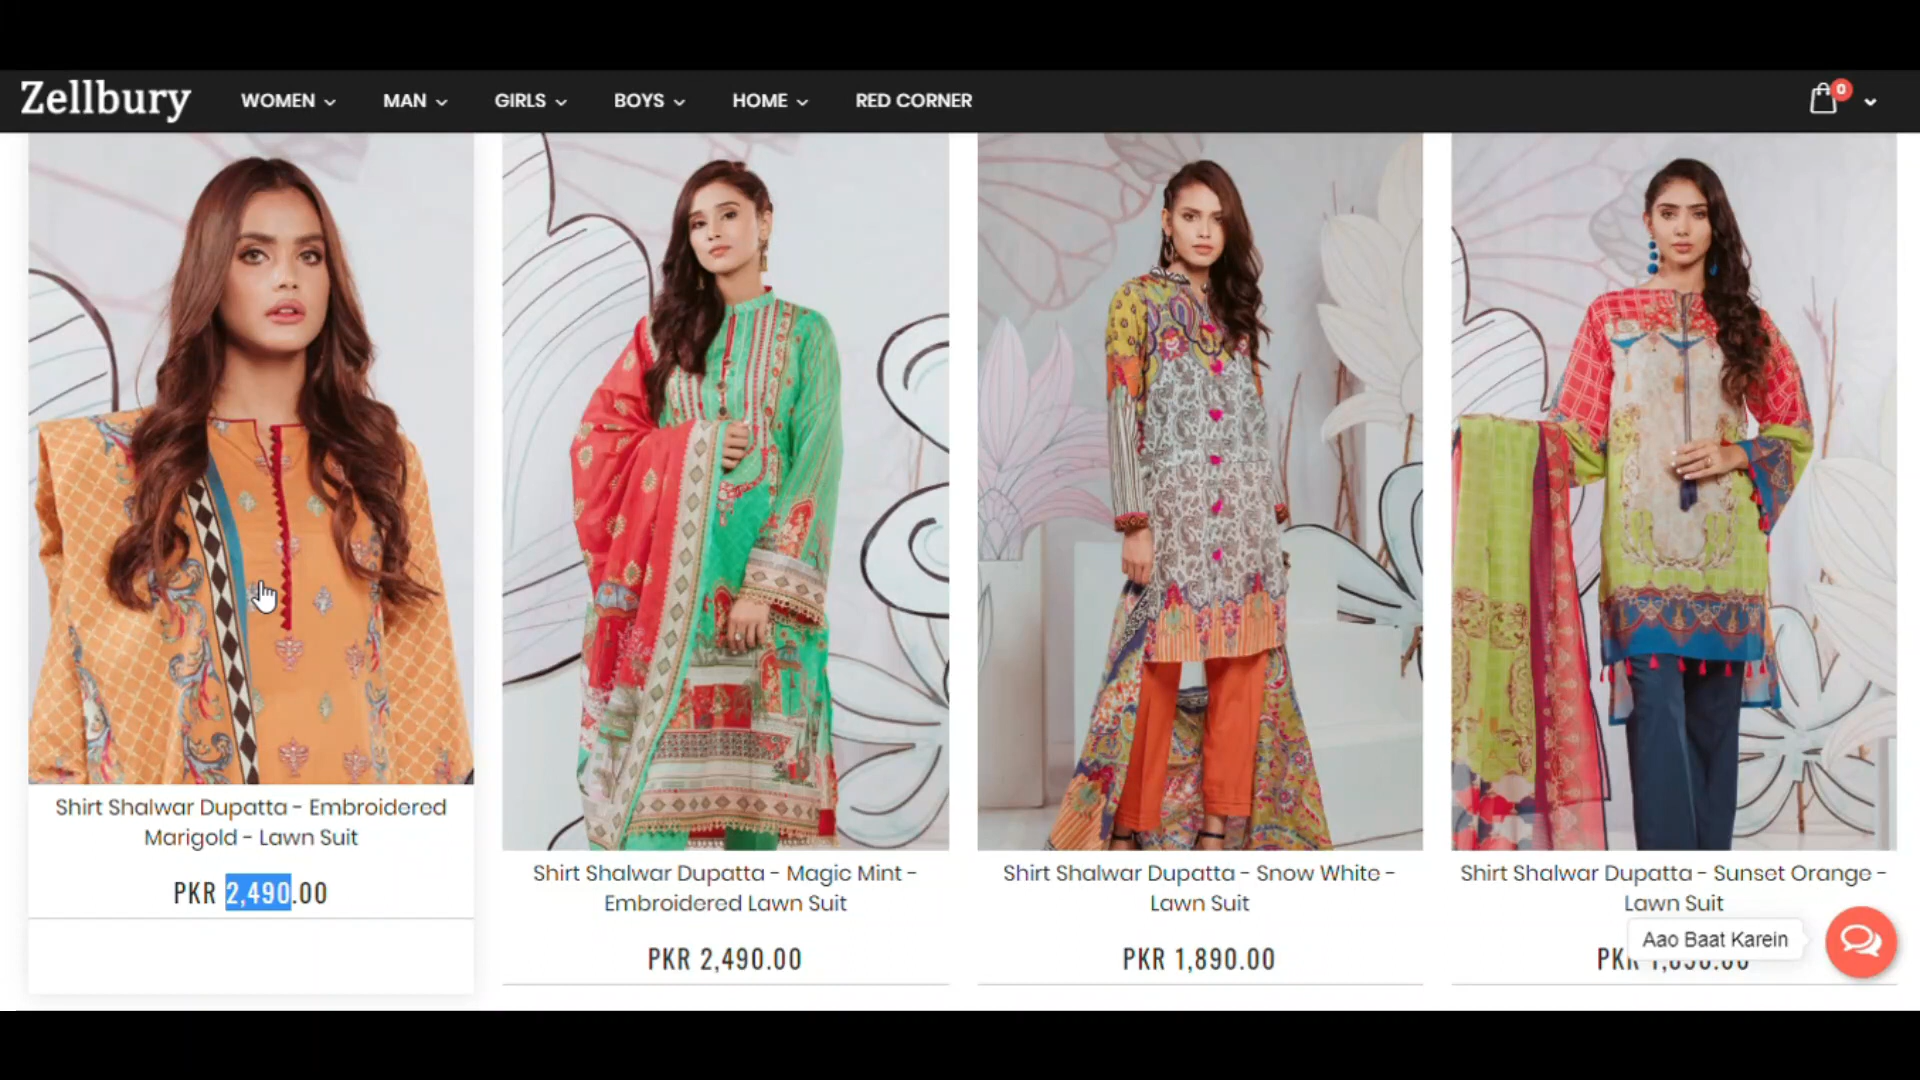 Zellbury
WOMEN
MAN
GIRLS
BOYS
HOME
RED CORNER
0
Shirt Shalwar Dupatta - Embroidered
Marigold - Lawn Suit
PKR 2,490.00
Shirt Shalwar Dupatta - Magic Mint -
Embroidered Lawn Suit
PKR 2,490.00
Shirt Shalwar Dupatta - Snow White -
Lawn Suit
PKR 1,890.00
Shirt Shalwar Dupatta - Sunset Orange -
Lawn Suit
Aao Baat Karein